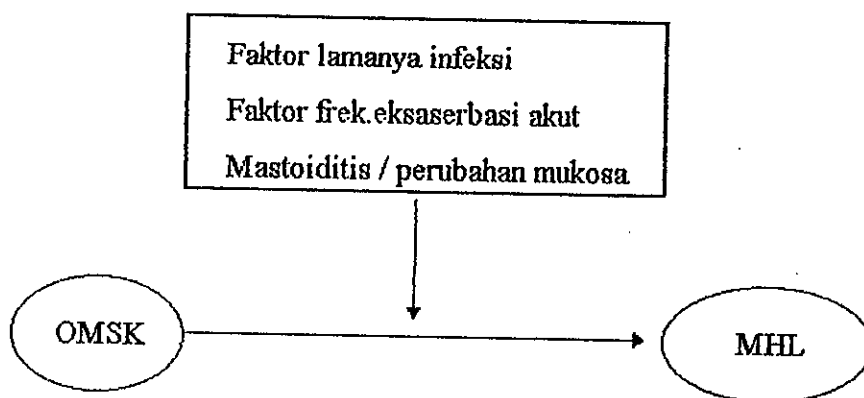 Faktor lamanya infeksi
Faktor frek.eksaserbasi akut
Mastoiditis / perubahan mukosa
OMSK
MHL